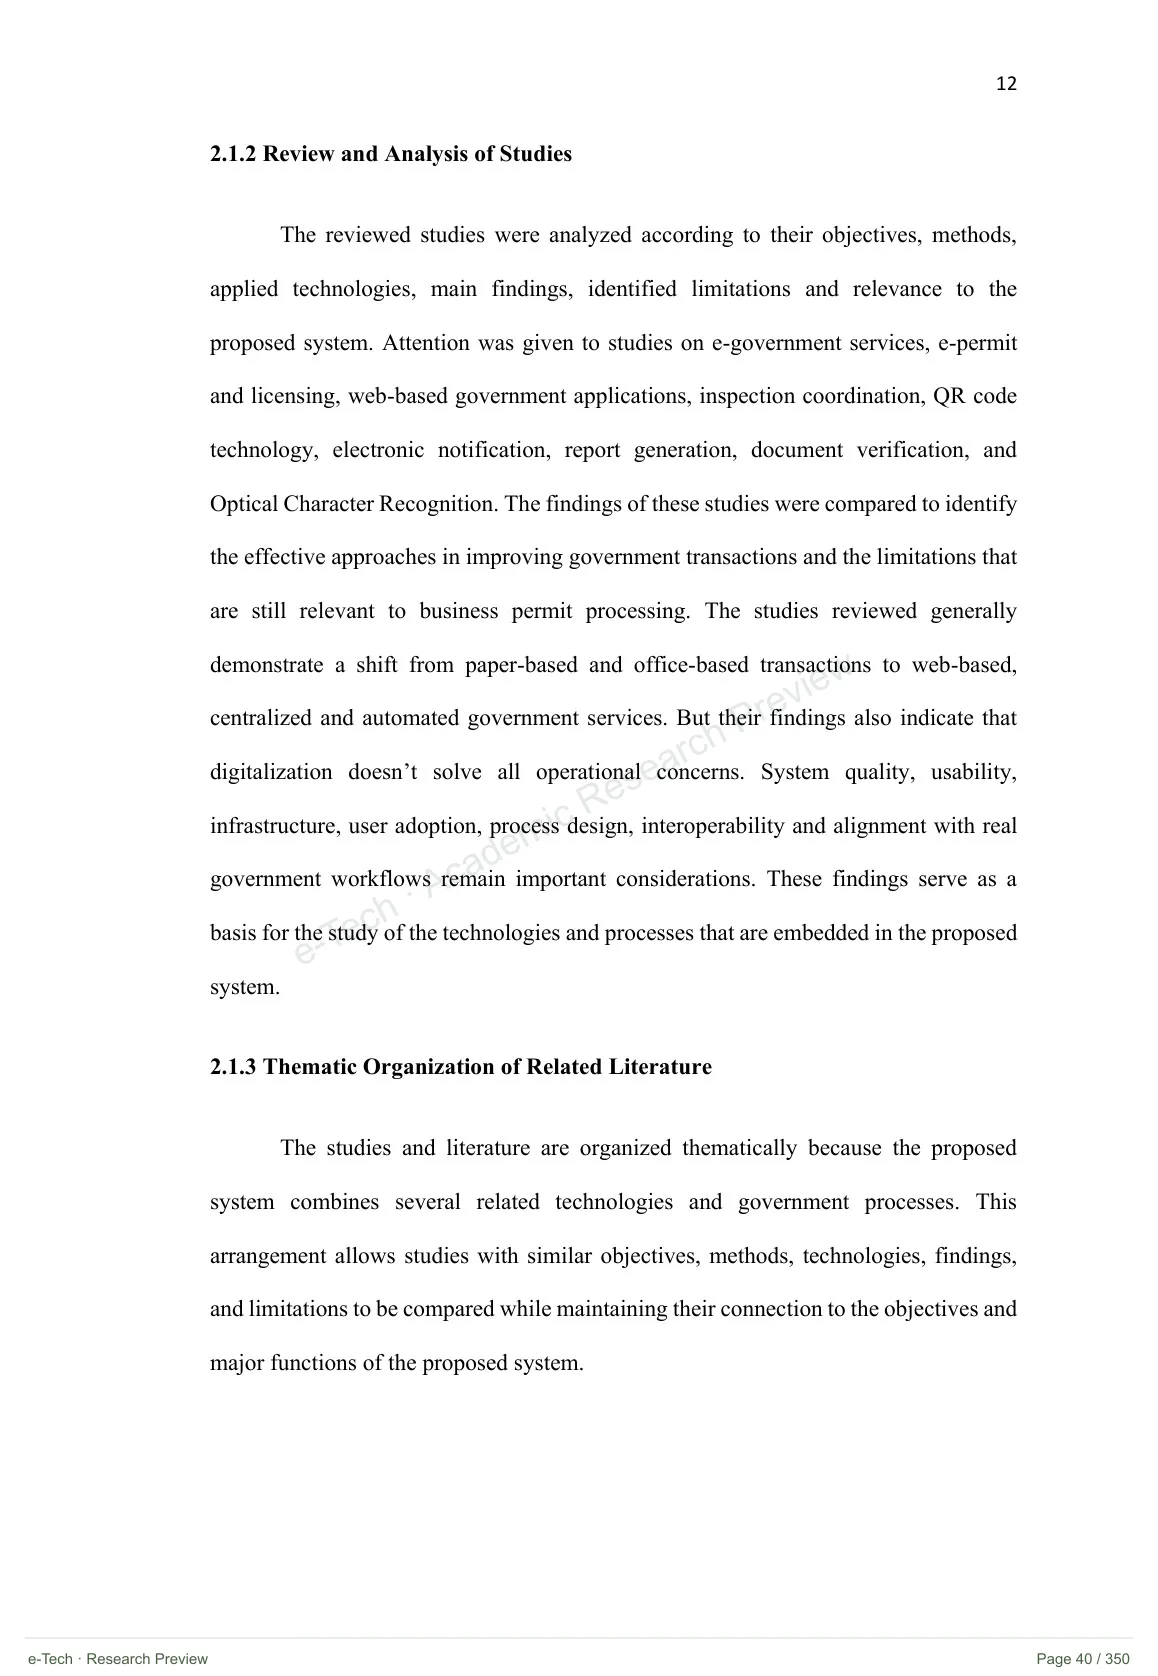 12
2.1.2 Review and Analysis of Studies
The reviewed studies were analyzed according to their objectives, methods,
applied technologies, main findings, identified limitations and relevance to the
proposed system. Attention was given to studies on e-government services, e-permit
and licensing, web-based government applications, inspection coordination, QR code
technology, electronic notification, report generation, document verification, and
Optical Character Recognition. The findings of these studies were compared to identify
the effective approaches in improving government transactions and the limitations that
are still relevant to business permit processing. The studies reviewed generally
demonstrate a shift from paper-based and office-based transactions to web-based,
centralized and automated government services. But their findings also indicate that
digitalization doesn’t solve all operational concerns. System quality, usability,
infrastructure, user adoption, process design, interoperability and alignment with real
government workflows remain important considerations. These findings serve as a
basis for the study of the technologies and processes that are embedded in the proposed
system.
e-Tech · Academic Research Preview
2.1.3 Thematic Organization of Related Literature
The studies and literature are organized thematically because the proposed
system combines several related technologies and government processes. This
arrangement allows studies with similar objectives, methods, technologies, findings,
and limitations to be compared while maintaining their connection to the objectives and
major functions of the proposed system.
e-Tech · Research Preview
Page 40 / 350